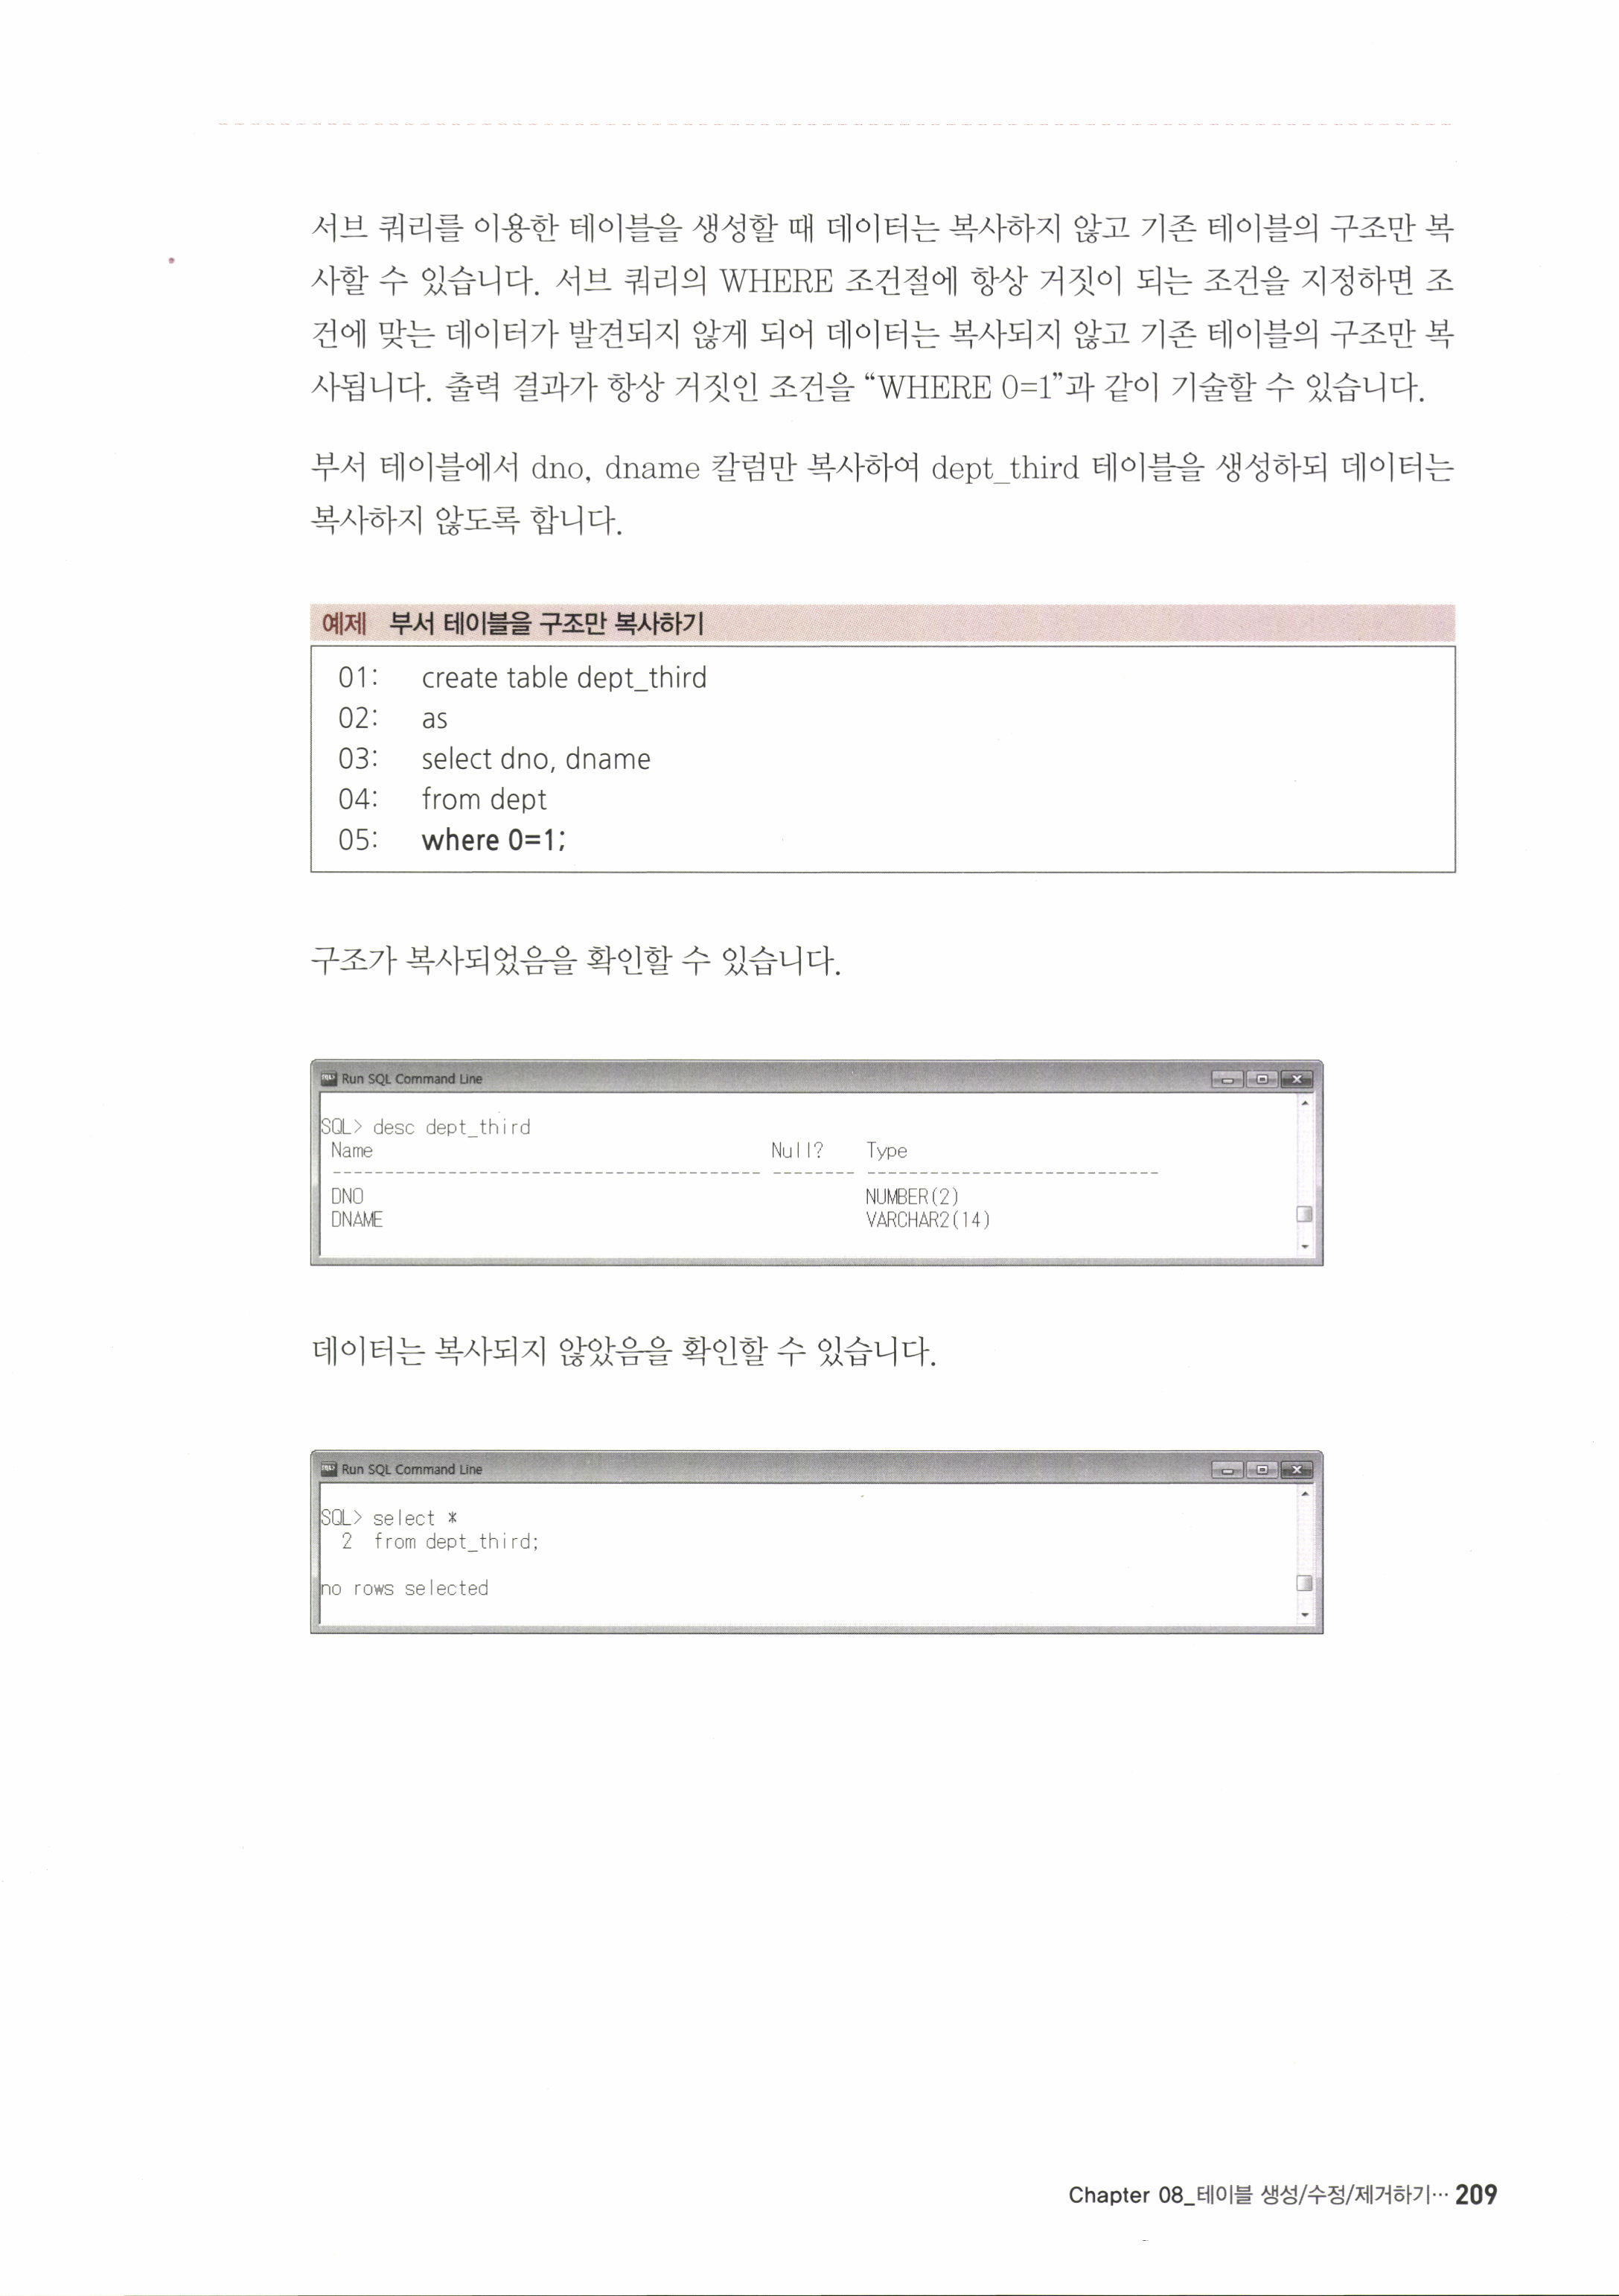 서브 쿼리를 이용한 테이블을 생성할 때 데이터는 복사하지 않고 기존 테이블의 구조만 복
사할 수 있습니다. 서브 쿼리의 WHERE 조건절에 항상 거짓이 되는 조건을 지정하면 조
건에 맞는 데이터가 발견되지 않게 되어 데이터는 복사되지 않고 기존 테이블의 구조만 복
사됩니다. 출력 결과가 항상 거짓인 조건을 “WHERE 0=1”과 같이 기술할 수 있습니다.
부서 테이블에서 dno, dname 칼럼만 복사하여 dept_third 테이블을 생성하되 데이터는
복사하지 않도록 합니다.
예제 부서 테이블을 구조만 복사하기
01: create table dept_third
02: as
03: select dno, dname
04: from dept
05: where 0=1;
구조가 복사되었음을 확인할 수 있습니다.
Run SQL Command Line
SQL> desc dept_third
Name Null? Type
----------------------------------------- -------- ----------------------------
DNO NUMBER(2)
DNAME VARCHAR2(14)
데이터는 복사되지 않았음을 확인할 수 있습니다.
Run SQL Command Line
SQL> select *
2 from dept_third;
no rows selected
Chapter 08_테이블 생성/수정/제거하기… 209